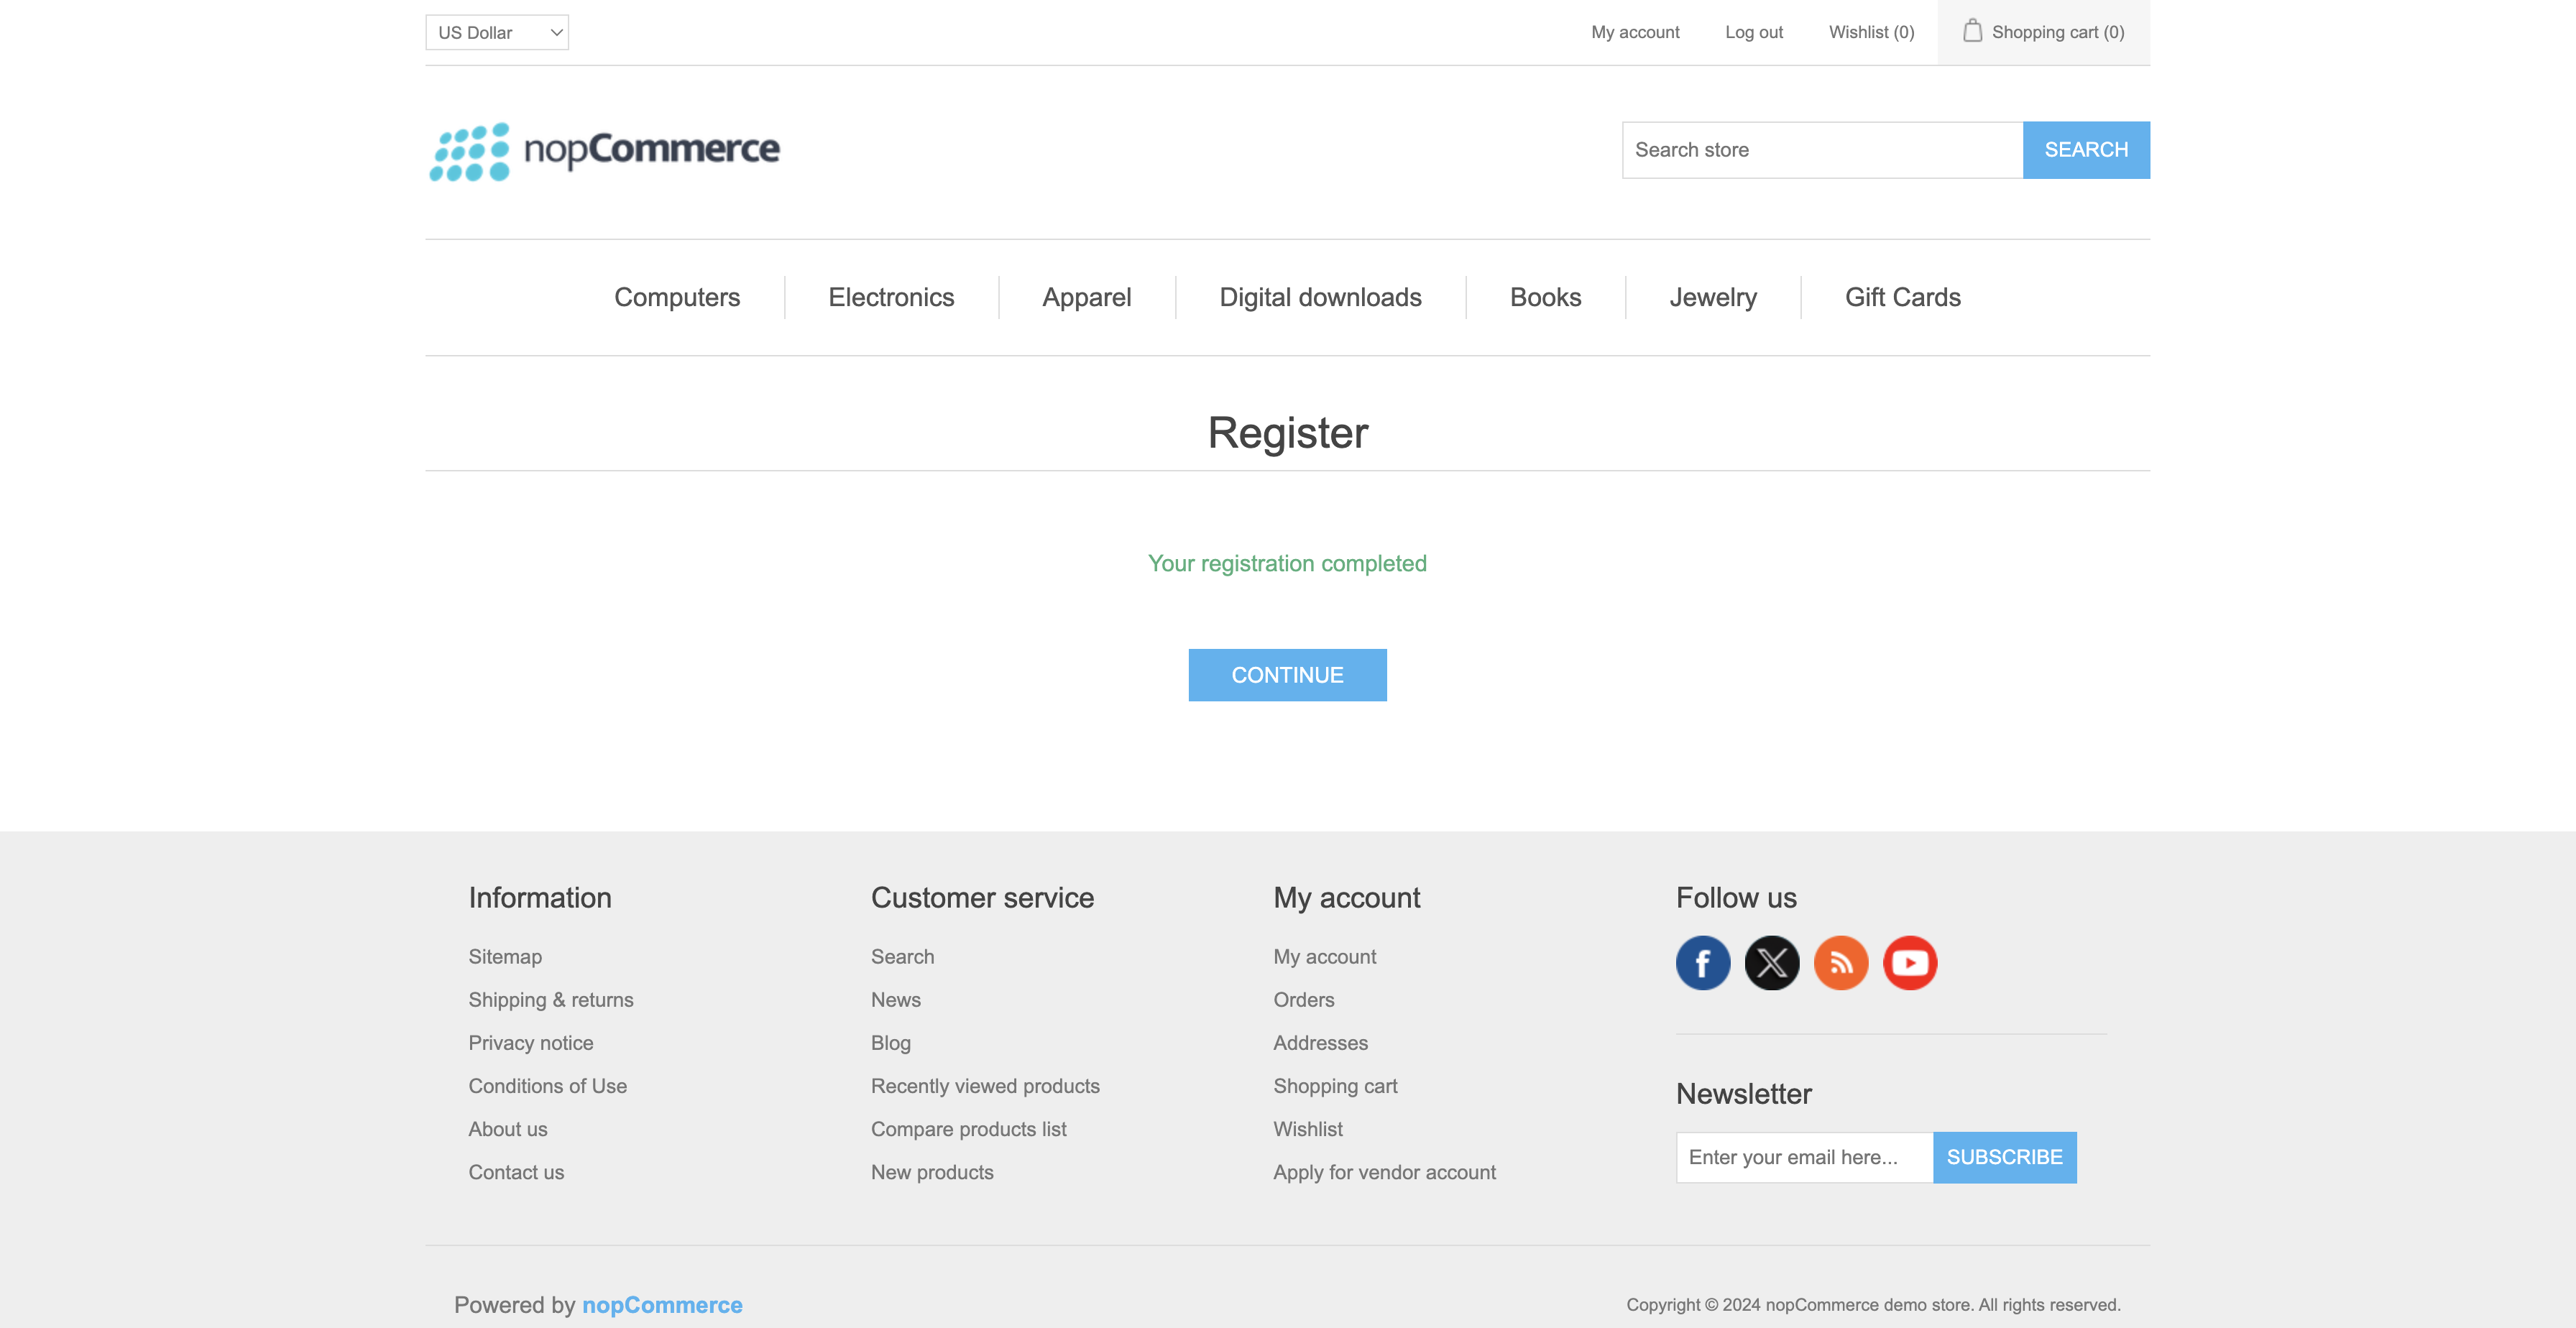 US Dollar
My account
Log out
Wishlist (0)
Shopping cart (0)
nopCommerce
Search store
SEARCH
Computers
Electronics
Apparel
Digital downloads
Books
Jewelry
Gift Cards
Register
Your registration completed
CONTINUE
Information
Sitemap
Shipping & returns
Privacy notice
Conditions of Use
About us
Contact us
Customer service
Search
News
Blog
Recently viewed products
Compare products list
New products
My account
My account
Orders
Addresses
Shopping cart
Wishlist
Apply for vendor account
Follow us
Newsletter
Enter your email here...
SUBSCRIBE
Powered by nopCommerce
Copyright © 2024 nopCommerce demo store. All rights reserved.